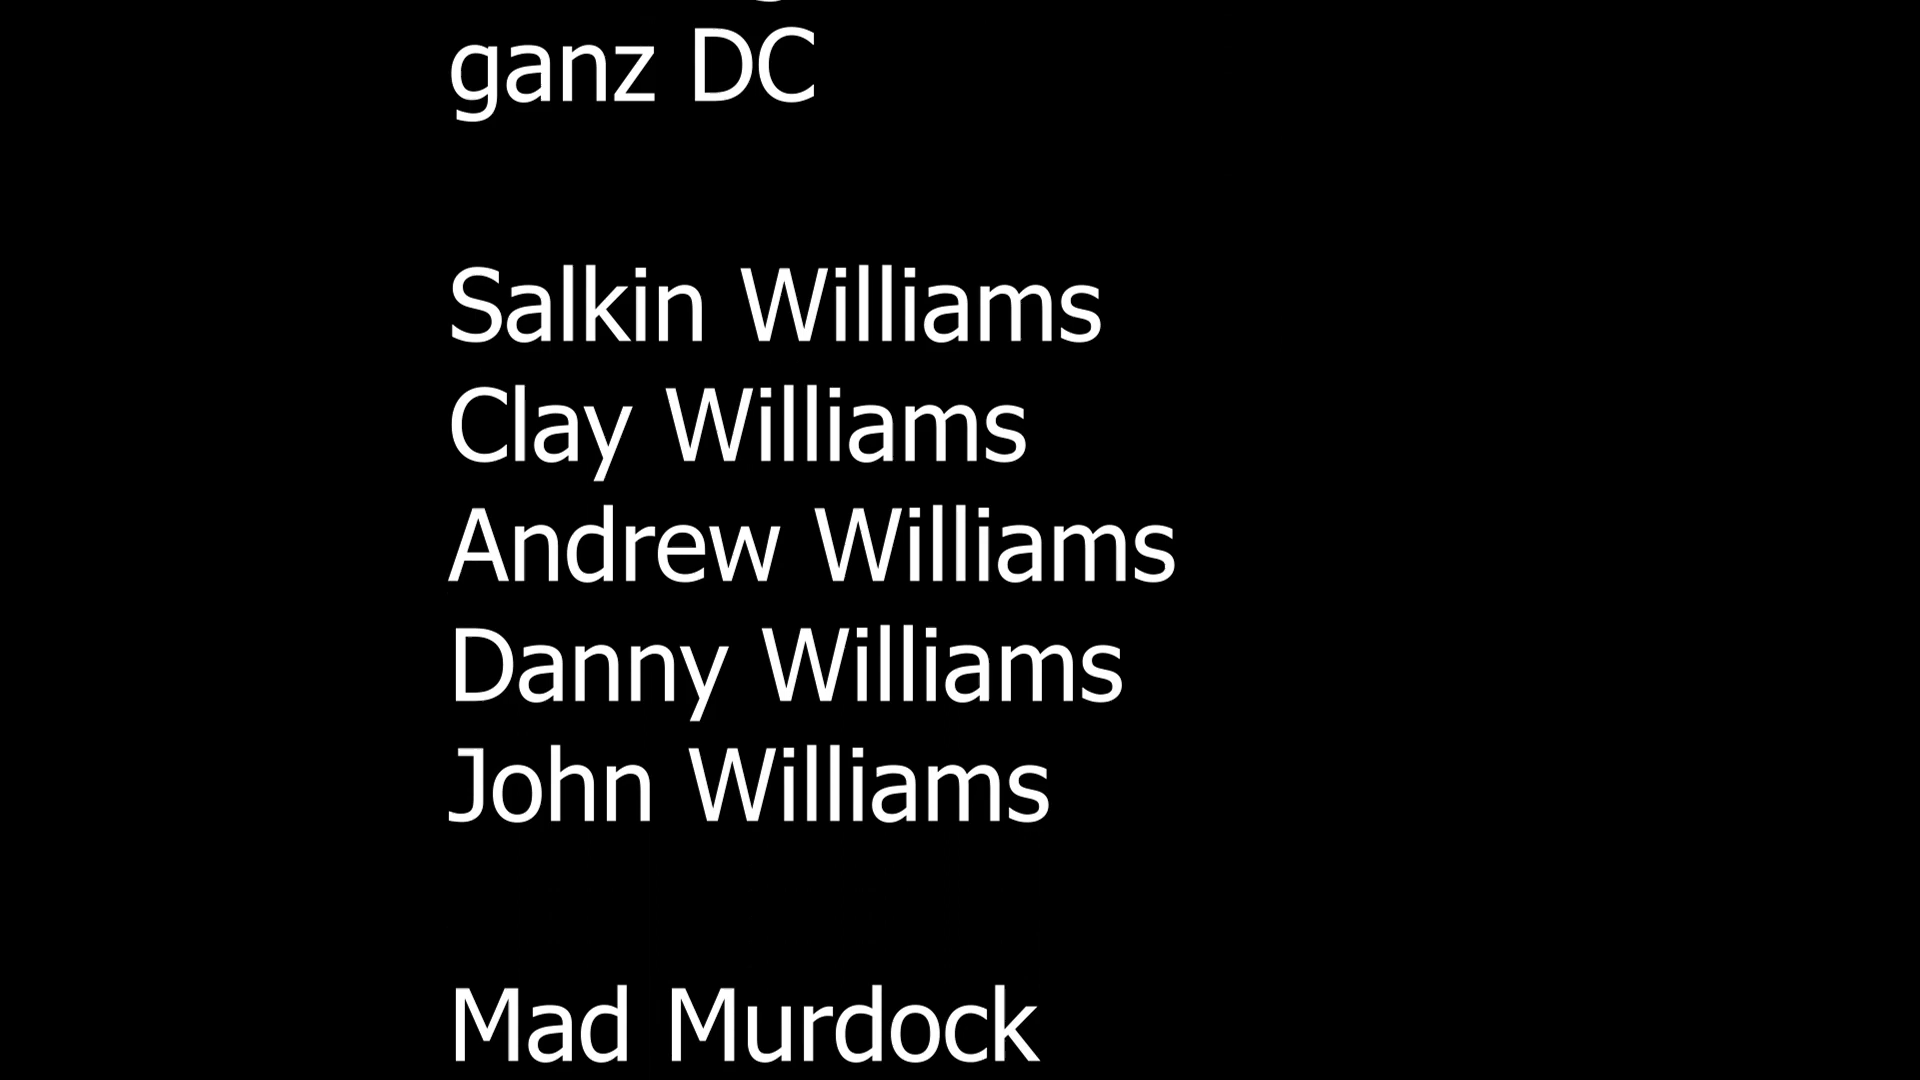 ganz DC
Salkin Williams
Clay Williams
Andrew Williams
Danny Williams
John Williams
Mad Murdock